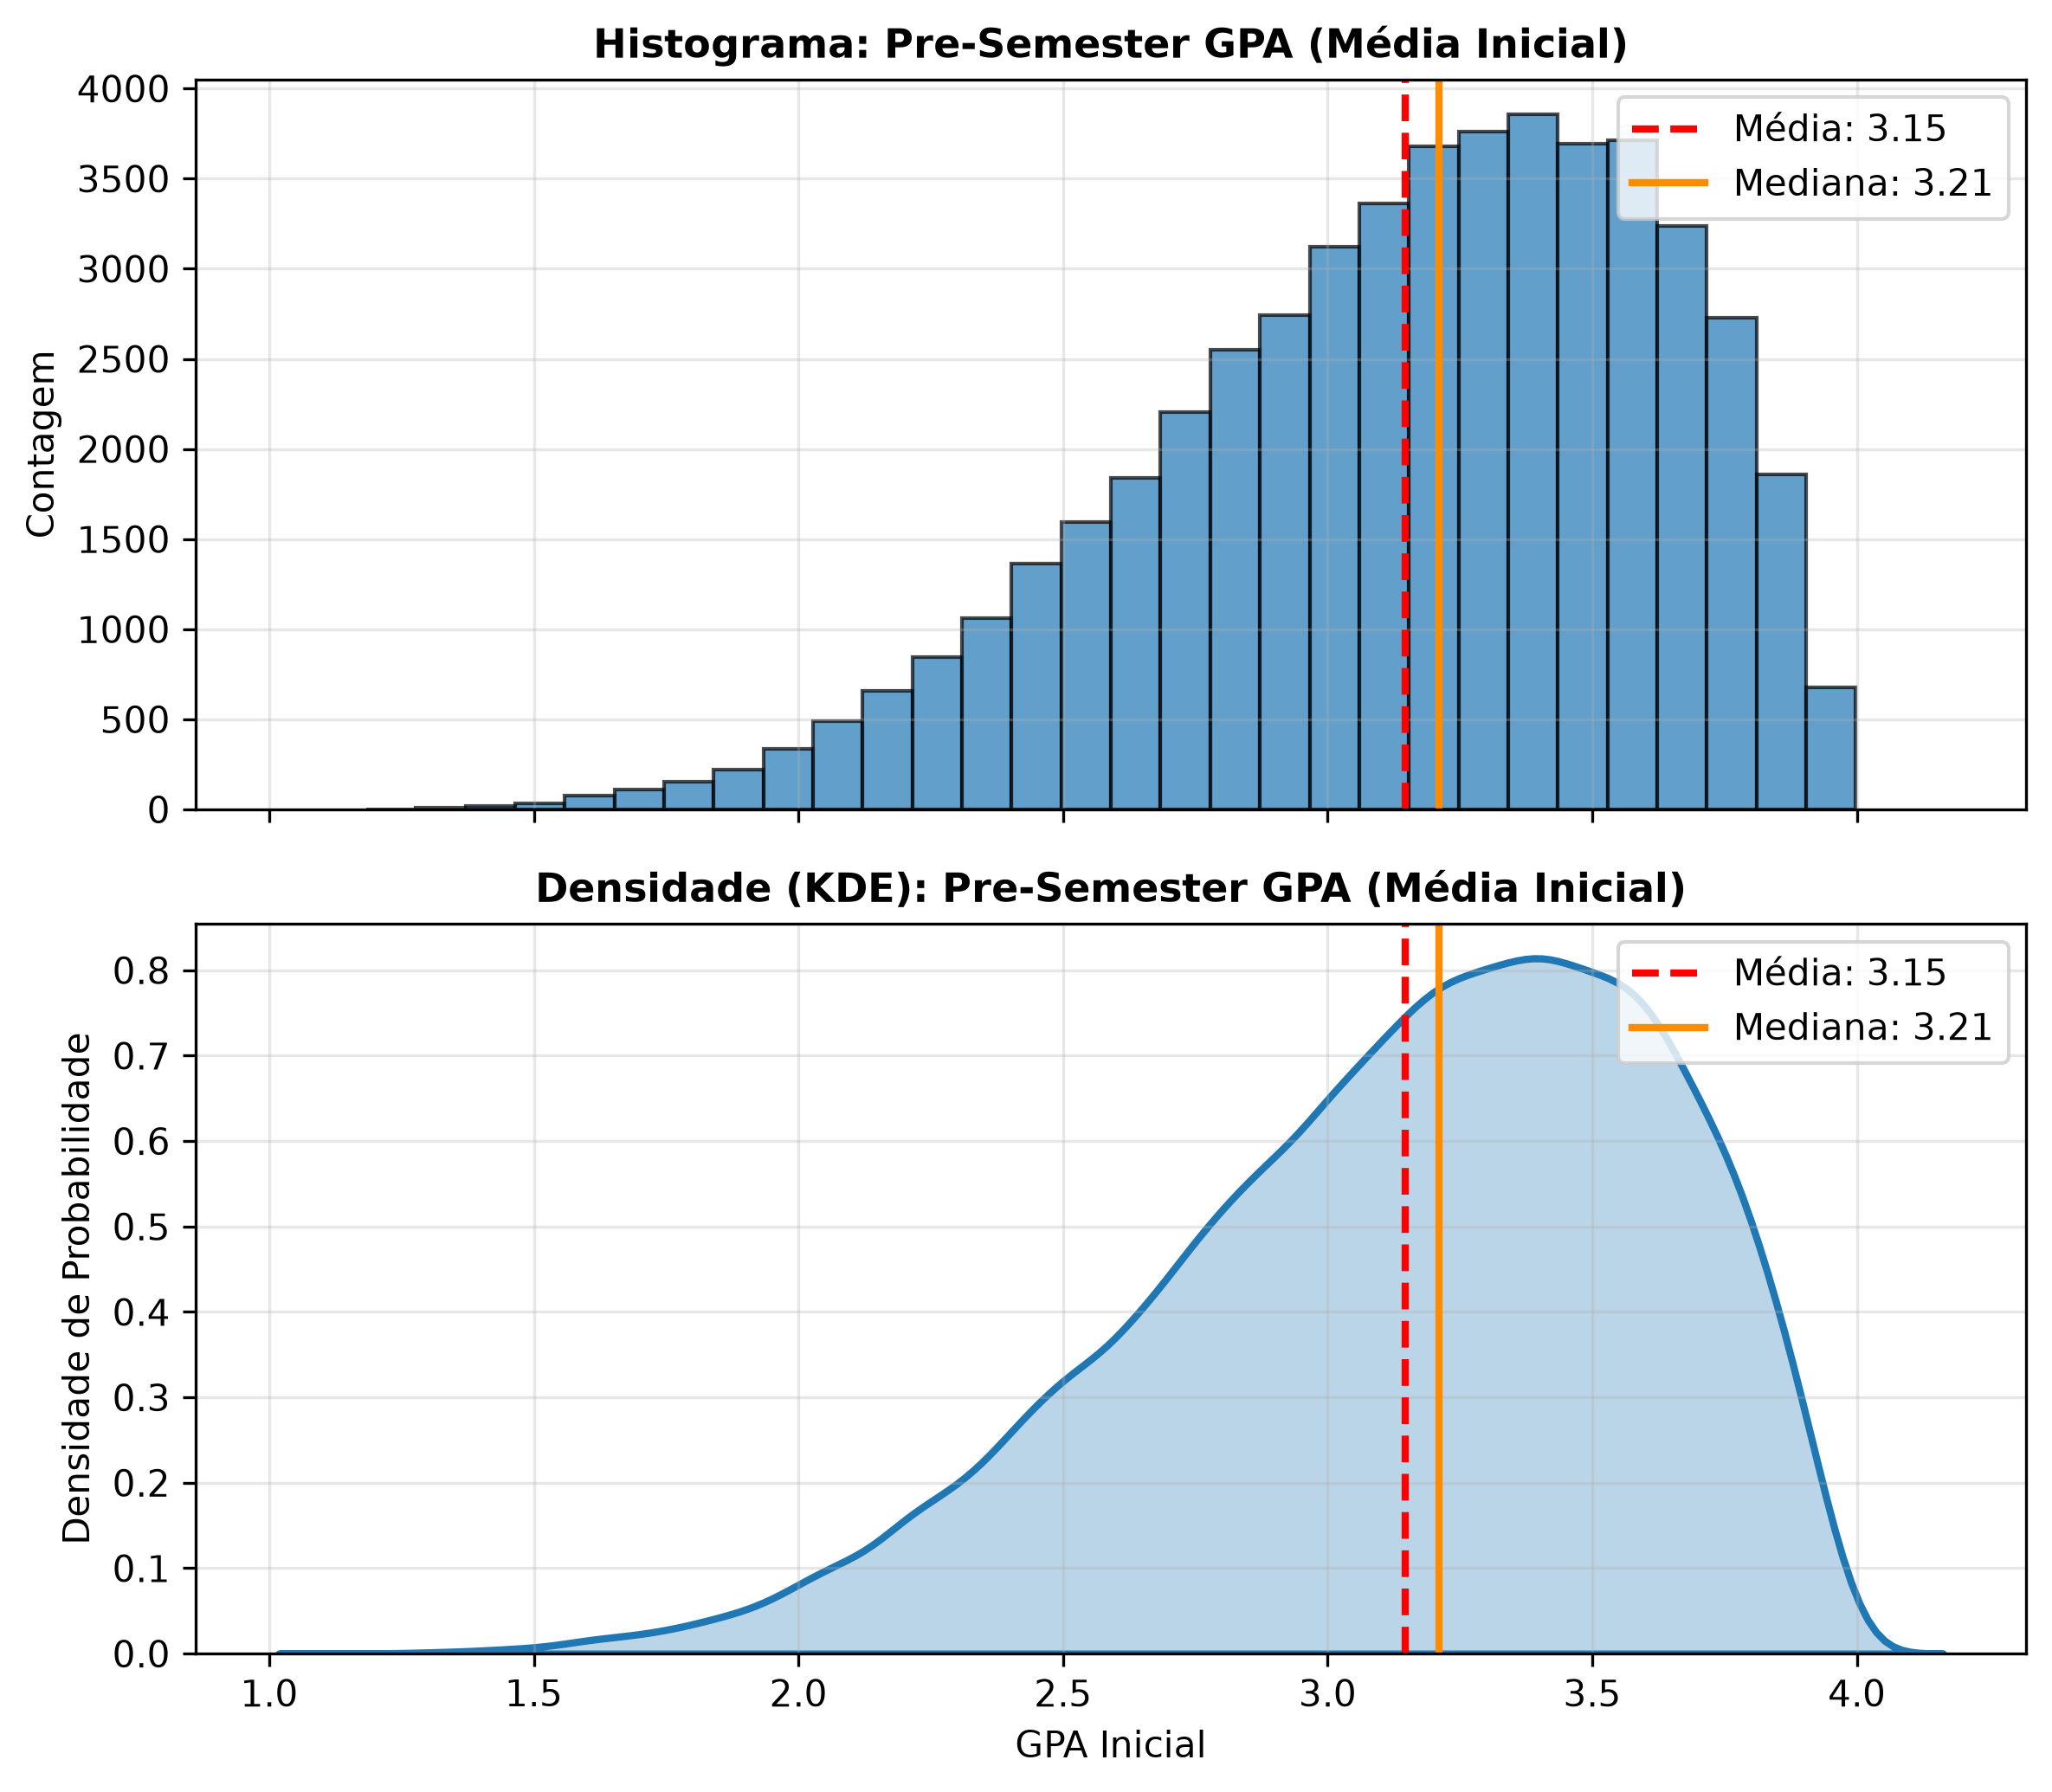 Histograma: Pre-Semester GPA (Média Inicial)
4000
3500
3000
2500
2000
1500
1000
500
0
Contagem
Média: 3.15
Mediana: 3.21
Densidade (KDE): Pre-Semester GPA (Média Inicial)
0.8
0.7
0.6
0.5
0.4
0.3
0.2
0.1
0.0
Densidade de Probabilidade
Média: 3.15
Mediana: 3.21
1.0 1.5 2.0 2.5 3.0 3.5 4.0
GPA Inicial